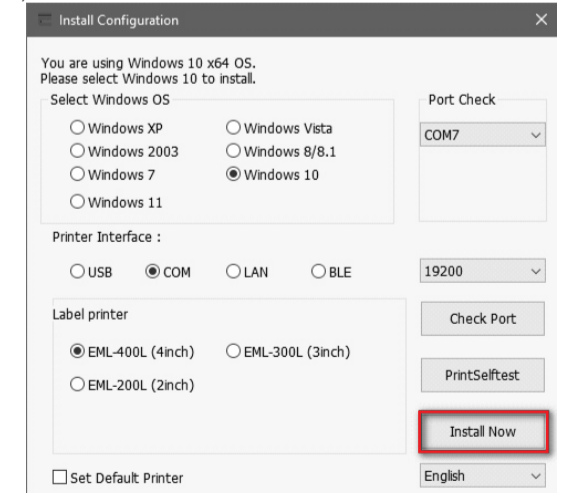 Install Configuration
You are using Windows 10 x64 OS.
Please select Windows 10 to install.
Select Windows OS
Port Check
Windows XP
Windows Vista
COM7
Windows 2003
Windows 8/8.1
Windows 7
Windows 10
Windows 11
Printer Interface :
USB
COM
LAN
BLE
19200
Label printer
Check Port
EML-400L (4inch)
EML-300L (3inch)
PrintSelftest
EML-200L (2inch)
Install Now
Set Default Printer
English